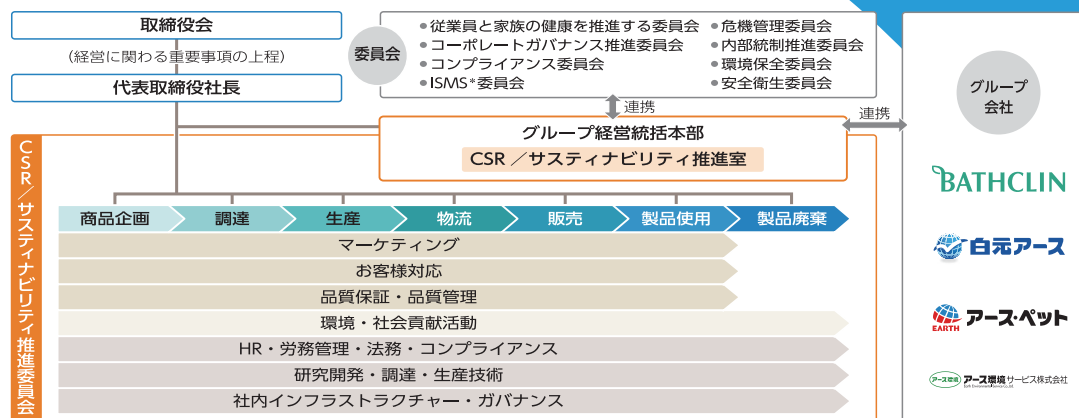 取締役会
(経営に関わる重要事項の上程)
代表取締役社長
委員会
•従業員と家族の健康を推進する委員会
•コーポレートガバナンス推進委員会
•コンプライアンス委員会
•ISMS*委員会
•危機管理委員会
•内部統制推進委員会
•環境保全委員会
•安全衛生委員会
連携
グループ経営統括本部
CSR／サスティナビリティ推進室
連携
グループ
会社
BATHCLIN
白元アース
EARTH アース・ペット
アース環境 アース環境サービス株式会社
CSR／サスティナビリティ推進委員会
商品企画
調達
生産
物流
販売
製品使用
製品廃棄
マーケティング
お客様対応
品質保証・品質管理
環境・社会貢献活動
HR・労務管理・法務・コンプライアンス
研究開発・調達・生産技術
社内インフラストラクチャー・ガバナンス